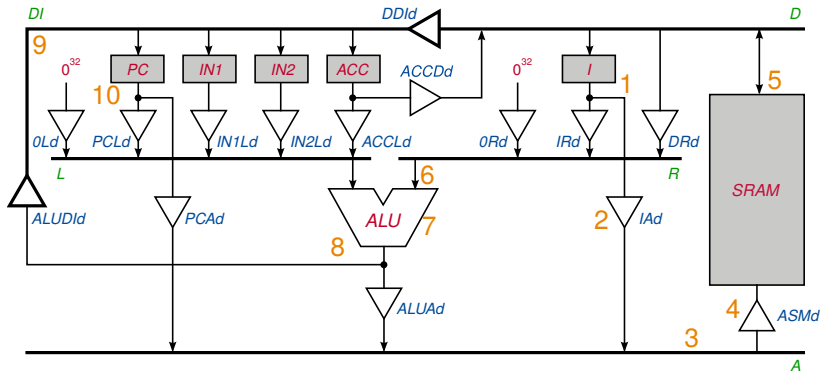 DI
DDId
D
9
0³²
PC
IN1
IN2
ACC
ACCDd
0³²
I
1
5
10
0Ld
PCLd
IN1Ld
IN2Ld
ACCLd
0Rd
IRd
DRd
L
6
R
SRAM
ALUDId
PCAd
ALU
7
2
IAd
8
ALUAd
4
ASMd
3
A